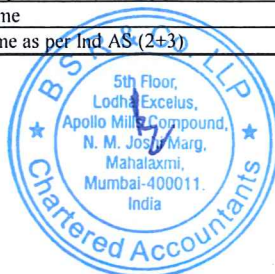 me
me as per Ind AS (2+3)
B S R & CO. LLP
5th Floor,
Lodha Excelus,
Apollo Mills Compound,
N. M. Joshi Marg,
Mahalaxmi,
Mumbai-400011.
India
Chartered Accountants